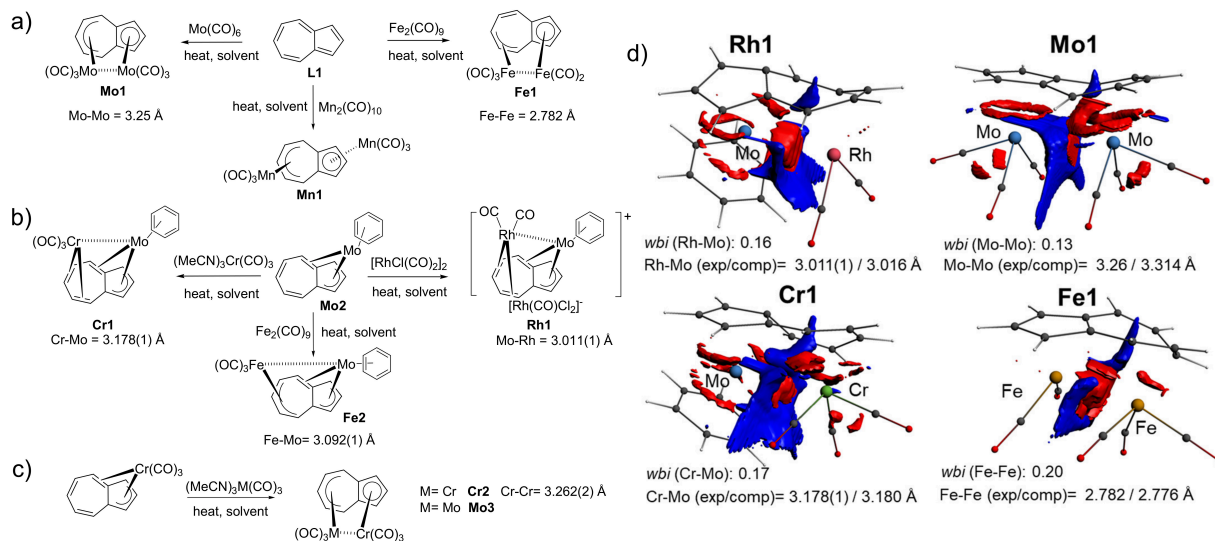 a)
Mo(CO)6
heat, solvent
L1
Fe2(CO)9
heat, solvent
(OC)3Mo Mo(CO)3
Mo1
Mo-Mo = 3.25 Å
(OC)3Fe Fe(CO)2
Fe1
Fe-Fe = 2.782 Å
heat, solvent Mn2(CO)10
Mn(CO)3
(OC)3Mn
Mn1
b)
(OC)3Cr Mo
Cr1
Cr-Mo = 3.178(1) Å
(MeCN)3Cr(CO)3
heat, solvent
Mo
Mo2
[RhCl(CO)2]2
heat, solvent
OC CO
Rh Mo
+
[Rh(CO)Cl2]-
Rh1
Mo-Rh = 3.011(1) Å
Fe2(CO)9 heat, solvent
(OC)3Fe Mo
Fe2
Fe-Mo= 3.092(1) Å
c)
Cr(CO)3
(MeCN)3M(CO)3
heat, solvent
(OC)3M Cr(CO)3
M= Cr Cr2 Cr-Cr= 3.262(2) Å
M= Mo Mo3
d)
Rh1
Mo
Rh
wbi (Rh-Mo): 0.16
Rh-Mo (exp/comp)= 3.011(1) / 3.016 Å
Mo1
Mo
Mo
wbi (Mo-Mo): 0.13
Mo-Mo (exp/comp)= 3.26 / 3.314 Å
Cr1
Mo
Cr
wbi (Cr-Mo): 0.17
Cr-Mo (exp/comp)= 3.178(1) / 3.180 Å
Fe1
Fe
Fe
wbi (Fe-Fe): 0.20
Fe-Fe (exp/comp)= 2.782 / 2.776 Å